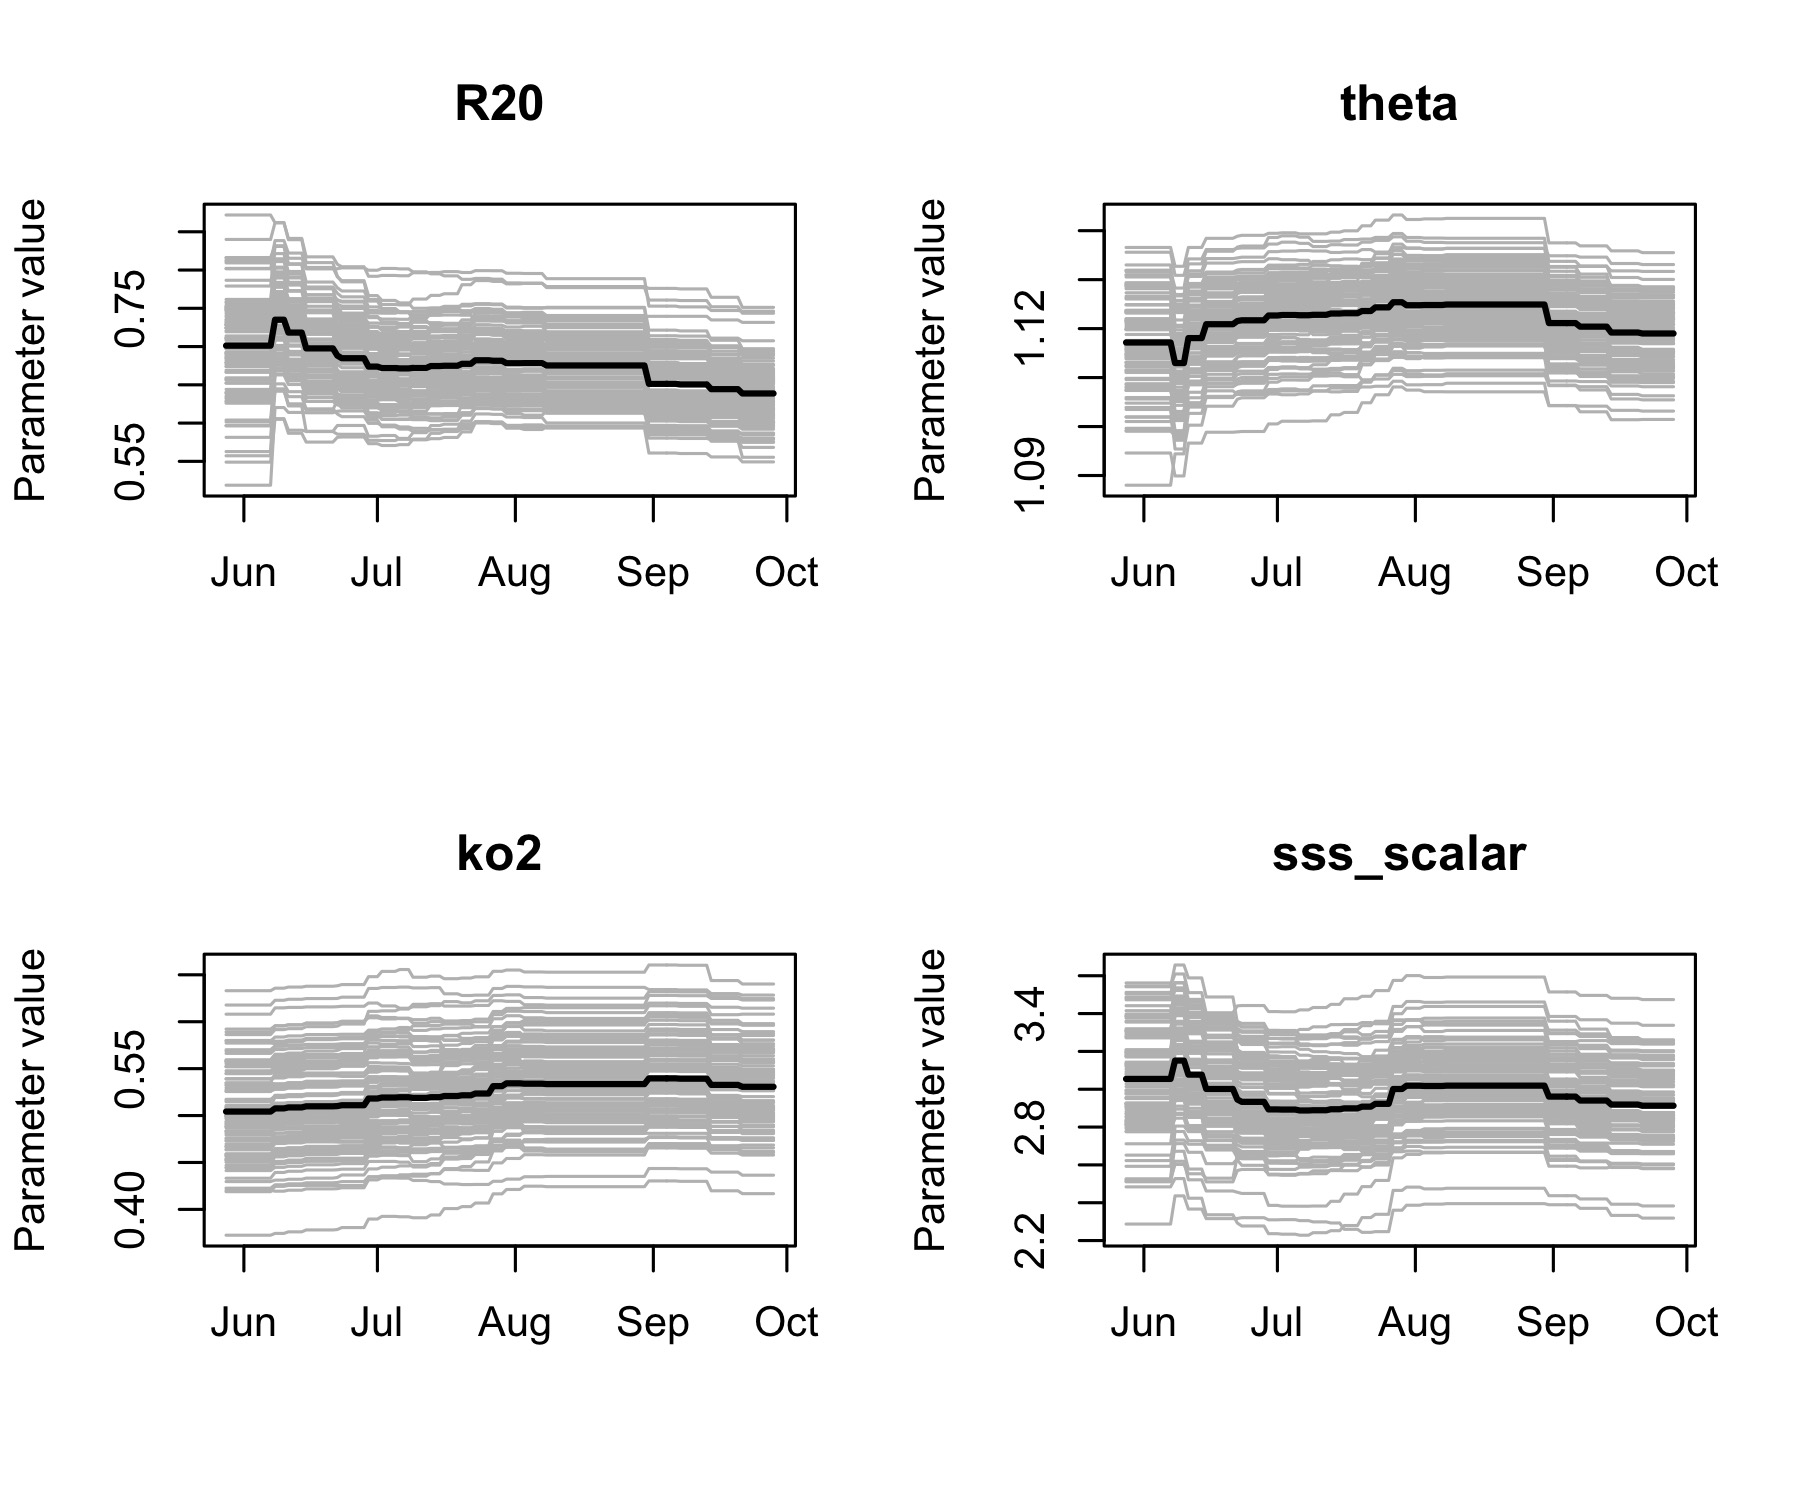 R20
theta
Parameter value
0.55 0.75
Jun Jul Aug Sep Oct
Parameter value
1.09 1.12
Jun Jul Aug Sep Oct
ko2
sss_scalar
Parameter value
0.40 0.55
Jun Jul Aug Sep Oct
Parameter value
2.2 2.8 3.4
Jun Jul Aug Sep Oct